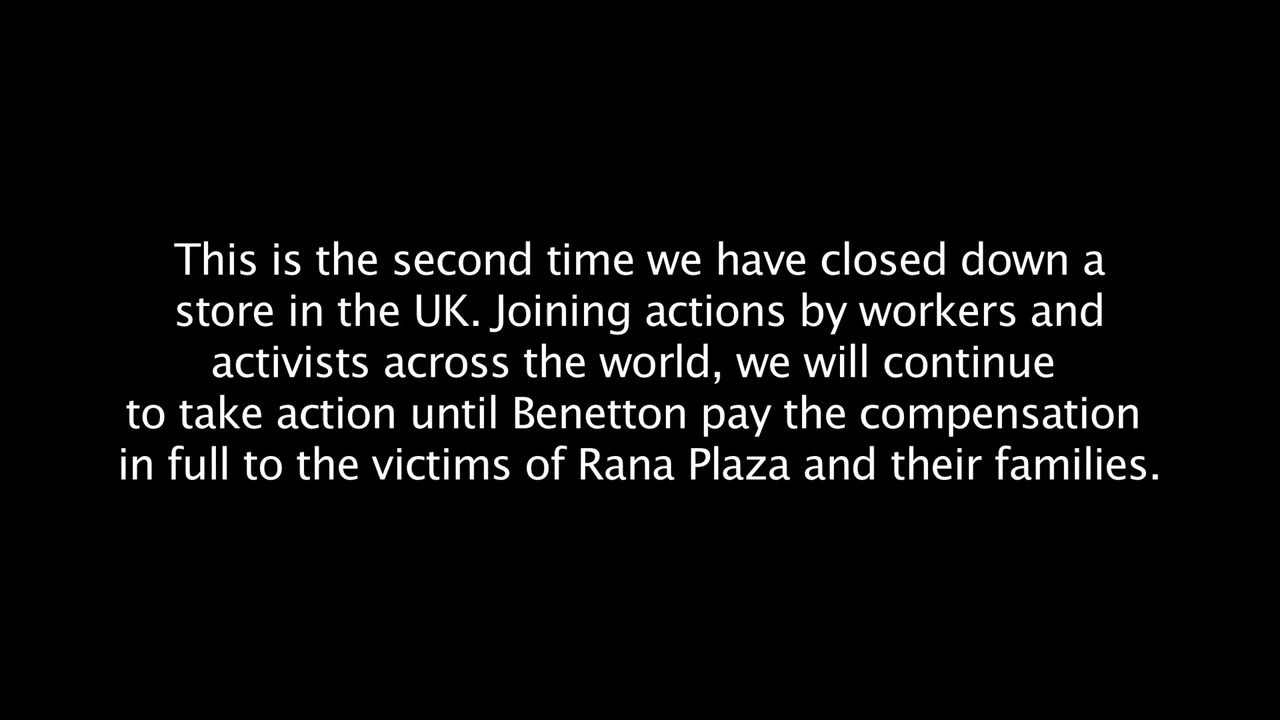 This is the second time we have closed down a
store in the UK. Joining actions by workers and
activists across the world, we will continue
to take action until Benetton pay the compensation
in full to the victims of Rana Plaza and their families.